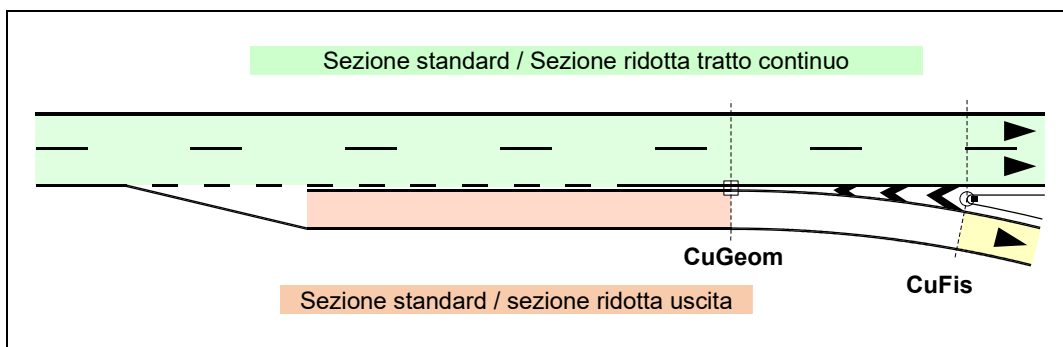 Sezione standard / Sezione ridotta tratto continuo
CuGeom
CuFis
Sezione standard / sezione ridotta uscita